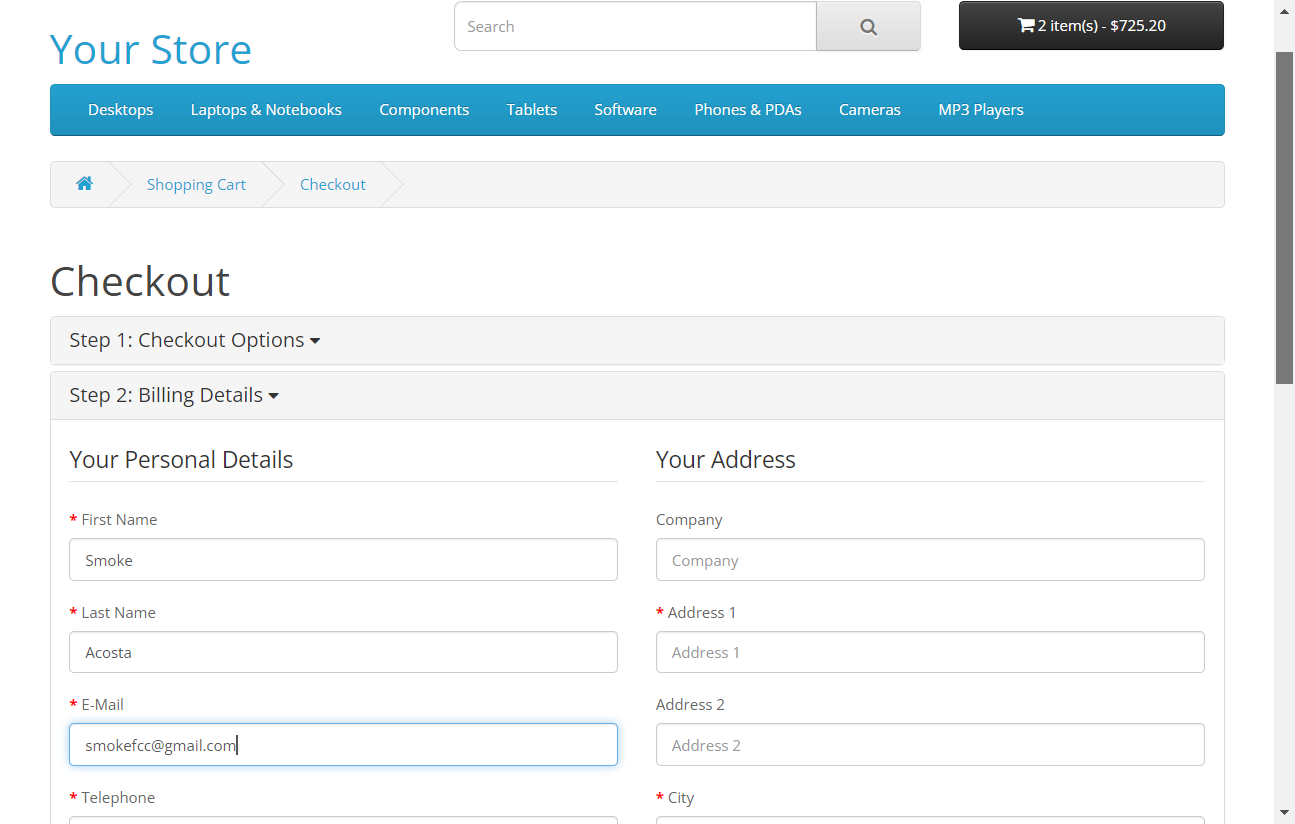 Your Store
Search
2 item(s) - $725.20
Desktops Laptops & Notebooks Components Tablets Software Phones & PDAs Cameras MP3 Players
Shopping Cart Checkout
Checkout
Step 1: Checkout Options
Step 2: Billing Details
Your Personal Details
* First Name
Smoke
* Last Name
Acosta
* E-Mail
smokefcc@gmail.com
* Telephone
Your Address
Company
Company
* Address 1
Address 1
Address 2
Address 2
* City